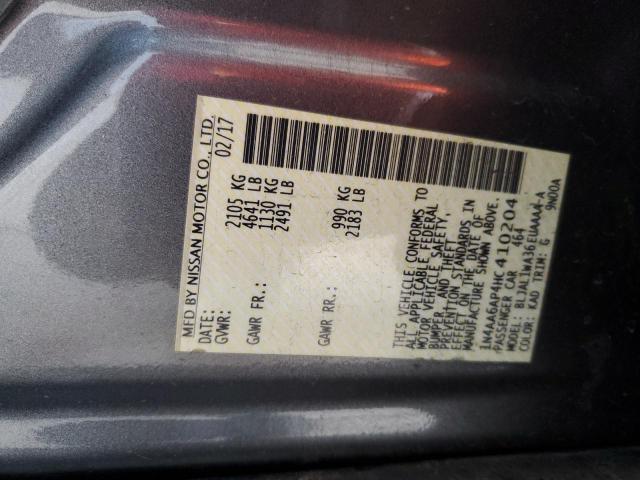 MFD BY NISSAN MOTOR CO., LTD.
DATE: 02/17
GVWR: 2105 KG
4641 LB
GAWR FR.: 1130 KG
2491 LB
GAWR RR.: 990 KG
2183 LB
THIS VEHICLE CONFORMS TO
ALL APPLICABLE FEDERAL
MOTOR VEHICLE SAFETY,
BUMPER, AND THEFT
PREVENTION STANDARDS IN
EFFECT ON THE DATE OF
MANUFACTURE SHOWN ABOVE.
1N4AA6AP4HC410204
PASSENGER CAR 464
MODEL: BLJALIWA36EUAAAA-A
COLOR: KAD TRIM: G 9N00A